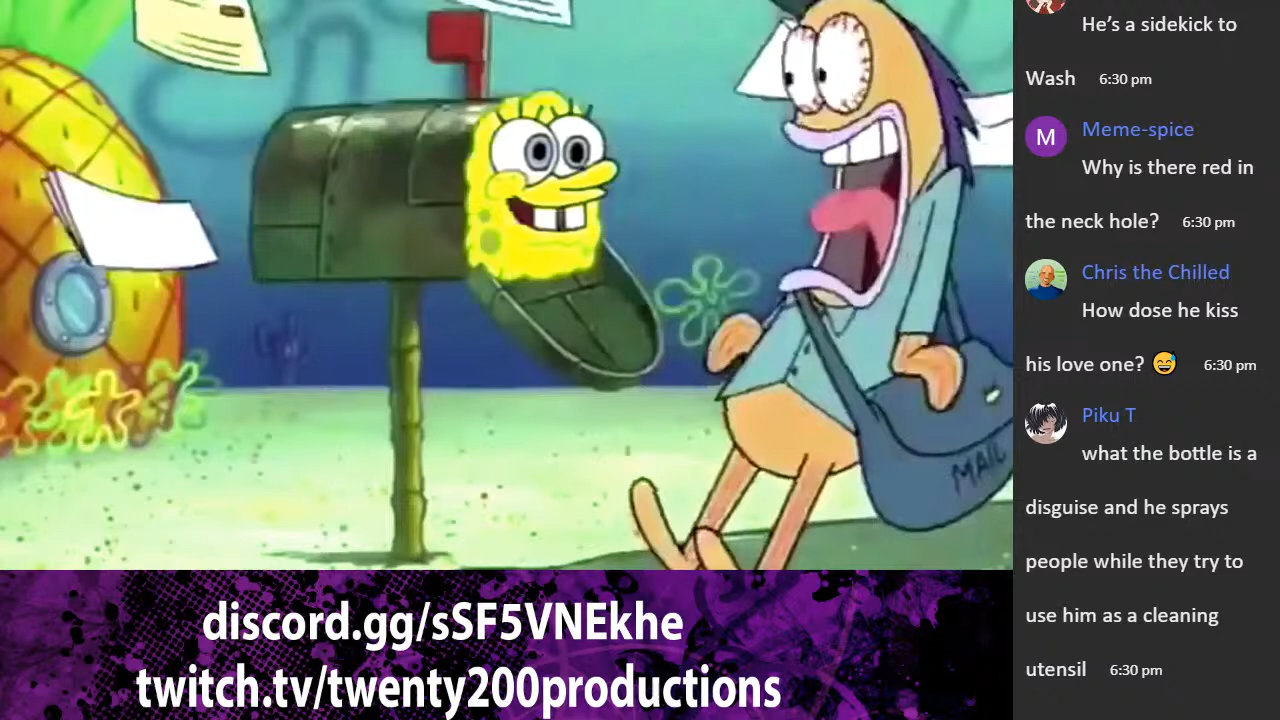 MAIL
discord.gg/sSF5VNEkhe
twitch.tv/twenty200productions
He’s a sidekick to
Wash 6:30 pm
M Meme-spice
Why is there red in
the neck hole? 6:30 pm
Chris the Chilled
How dose he kiss
his love one? 😅 6:30 pm
Piku T
what the bottle is a
disguise and he sprays
people while they try to
use him as a cleaning
utensil 6:30 pm